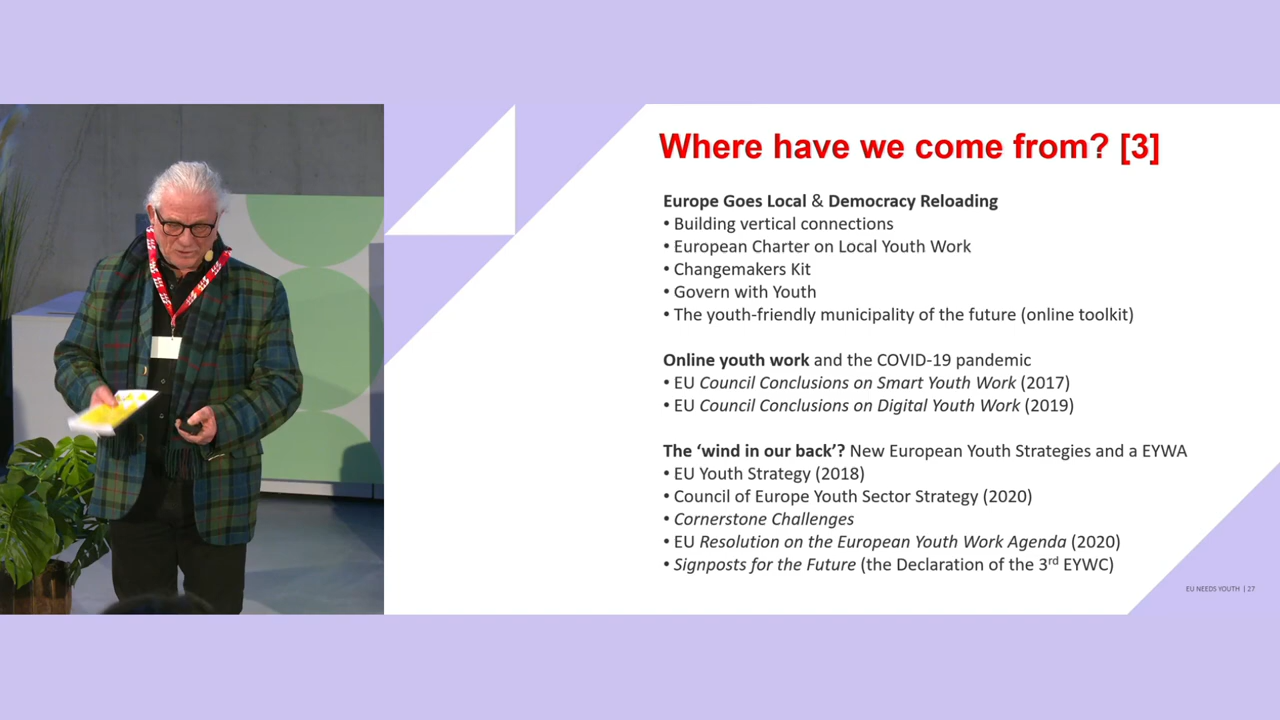 Where have we come from? [3]
Europe Goes Local & Democracy Reloading
• Building vertical connections
• European Charter on Local Youth Work
• Changemakers Kit
• Govern with Youth
• The youth-friendly municipality of the future (online toolkit)
Online youth work and the COVID-19 pandemic
• EU Council Conclusions on Smart Youth Work (2017)
• EU Council Conclusions on Digital Youth Work (2019)
The ‘wind in our back’? New European Youth Strategies and a EYWA
• EU Youth Strategy (2018)
• Council of Europe Youth Sector Strategy (2020)
• Cornerstone Challenges
• EU Resolution on the European Youth Work Agenda (2020)
• Signposts for the Future (the Declaration of the 3rd EYWC)
EU NEEDS YOUTH | 27